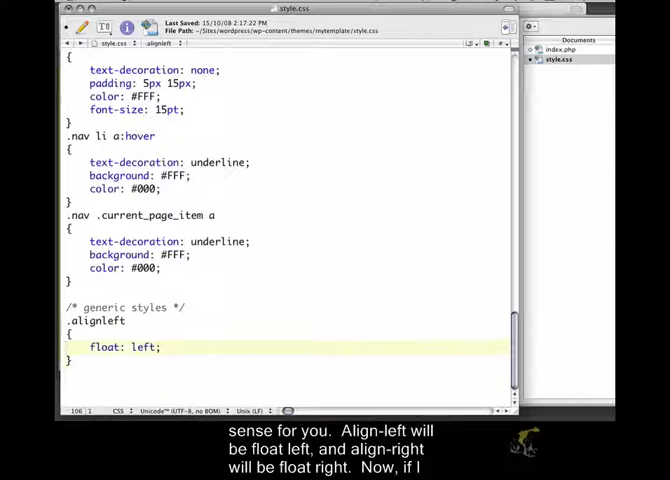 style.css
Last Saved: 15/10/08 2:17:22 PM
File Path: ~/Sites/wordpress/wp-content/themes/mytemplate/style.css
style.css
.alignleft
Documents
index.php
style.css
{
text-decoration: none;
padding: 5px 15px;
color: #FFF;
font-size: 15pt;
}
.nav li a:hover
{
text-decoration: underline;
background: #FFF;
color: #000;
}
.nav .current_page_item a
{
text-decoration: underline;
background: #FFF;
color: #000;
}
/* generic styles */
.alignleft
{
float: left;
}
106 1 CSS Unicode™ (UTF-8, no BOM) Unix (LF)
sense for you. Align-left will
be float left, and align-right
will be float right. Now, if I